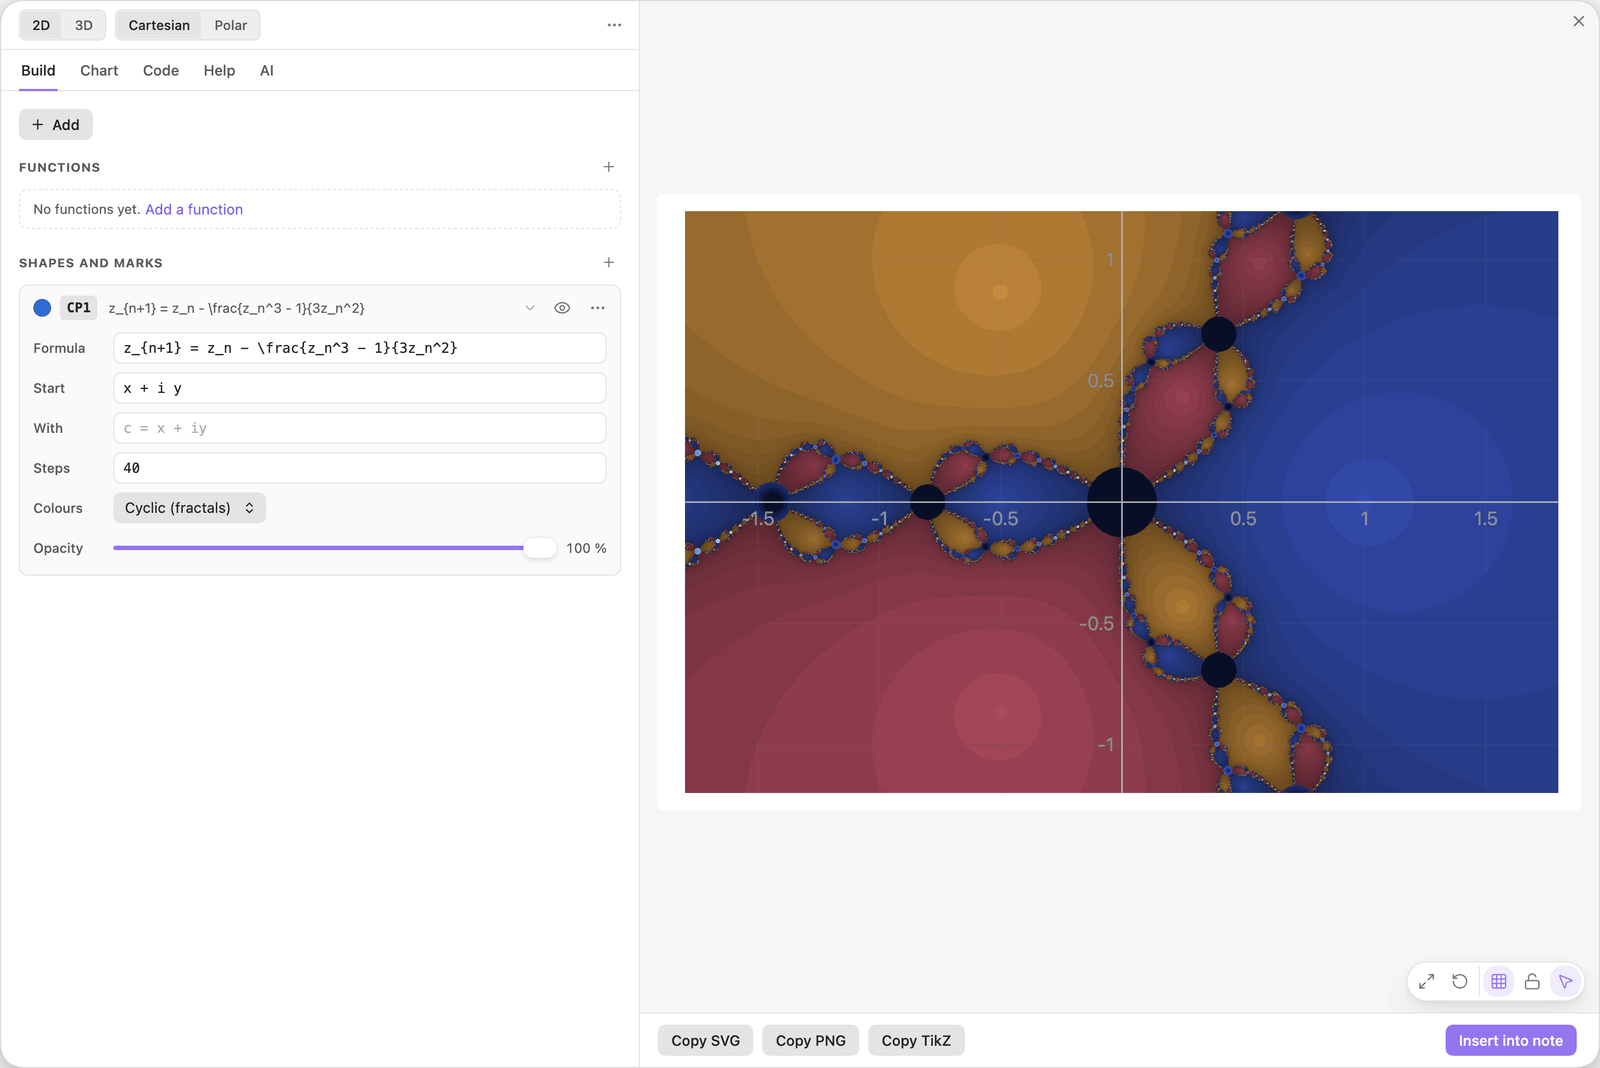 2D 3D Cartesian Polar
Build Chart Code Help AI
+ Add
FUNCTIONS
No functions yet. Add a function
SHAPES AND MARKS
CP1 z_{n+1} = z_n - \frac{z_n^3 - 1}{3z_n^2}
Formula z_{n+1} = z_n - \frac{z_n^3 - 1}{3z_n^2}
Start x + i y
With c = x + iy
Steps 40
Colours Cyclic (fractals)
Opacity 100 %
1
0.5
-1.5 -1 -0.5 0.5 1 1.5
-0.5
-1
Copy SVG Copy PNG Copy TikZ Insert into note